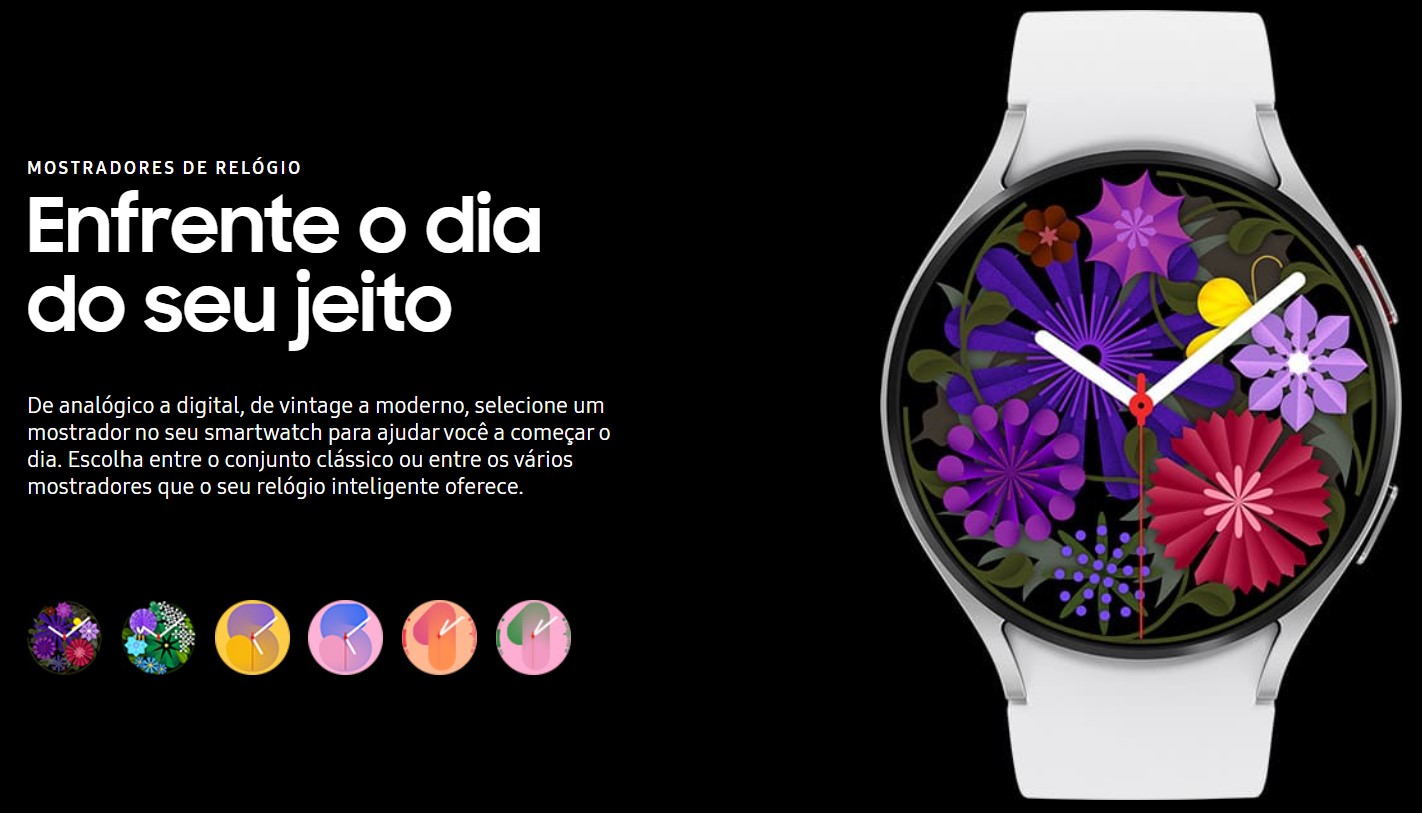 MOSTRADORES DE RELÓGIO
Enfrente o dia
do seu jeito
De analógico a digital, de vintage a moderno, selecione um
mostrador no seu smartwatch para ajudar você a começar o
dia. Escolha entre o conjunto clássico ou entre os vários
mostradores que o seu relógio inteligente oferece.